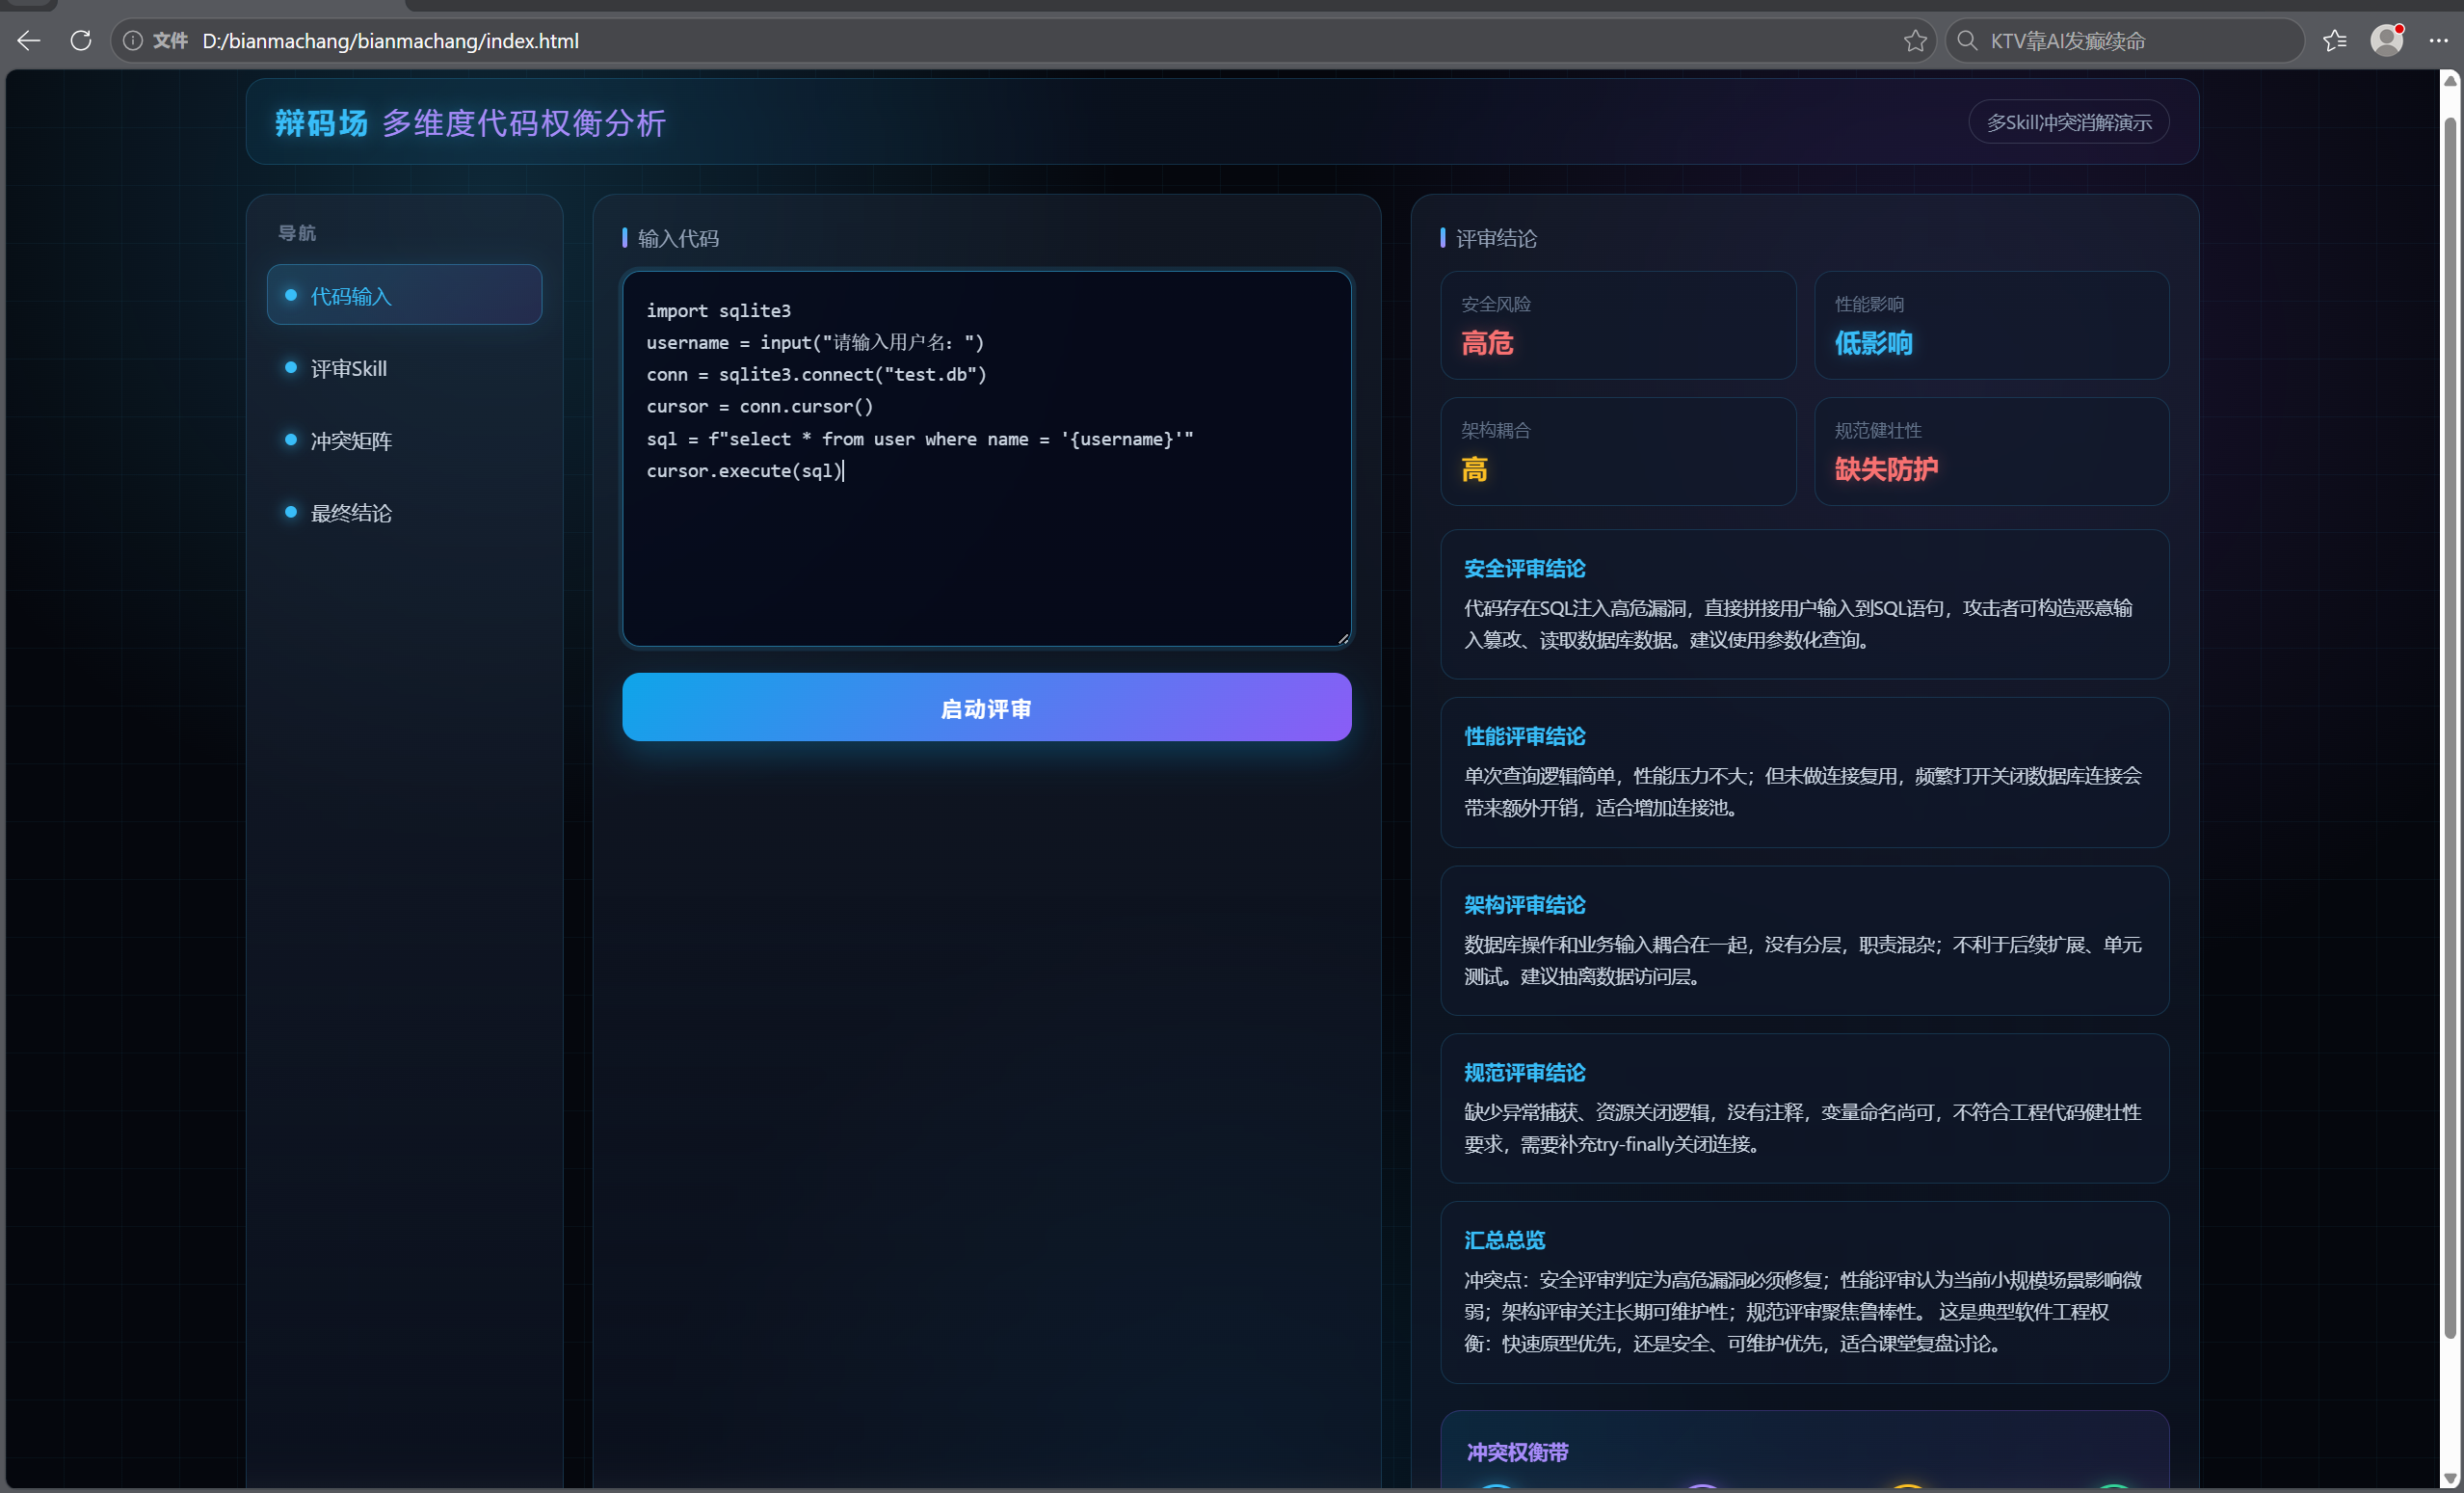 文件 D:/bianmachang/bianmachang/index.html
KTV靠AI发癫续命
辩码场 多维度代码权衡分析
多Skill冲突消解演示
导航
代码输入
评审Skill
冲突矩阵
最终结论
输入代码
import sqlite3
username = input("请输入用户名：")
conn = sqlite3.connect("test.db")
cursor = conn.cursor()
sql = f"select * from user where name = '{username}'"
cursor.execute(sql)
启动评审
评审结论
安全风险
高危
性能影响
低影响
架构耦合
高
规范健壮性
缺失防护
安全评审结论
代码存在SQL注入高危漏洞，直接拼接用户输入到SQL语句，攻击者可构造恶意输
入篡改、读取数据库数据。建议使用参数化查询。
性能评审结论
单次查询逻辑简单，性能压力不大；但未做连接复用，频繁打开关闭数据库连接会
带来额外开销，适合增加连接池。
架构评审结论
数据库操作和业务输入耦合在一起，没有分层，职责混杂；不利于后续扩展、单元
测试。建议抽离数据访问层。
规范评审结论
缺少异常捕获、资源关闭逻辑，没有注释，变量命名尚可，不符合工程代码健壮性
要求，需要补充try-finally关闭连接。
汇总总览
冲突点：安全评审判定为高危漏洞必须修复；性能评审认为当前小规模场景影响微
弱；架构评审关注长期可维护性；规范评审聚焦鲁棒性。 这是典型软件工程权
衡：快速原型优先，还是安全、可维护优先，适合课堂复盘讨论。
冲突权衡带